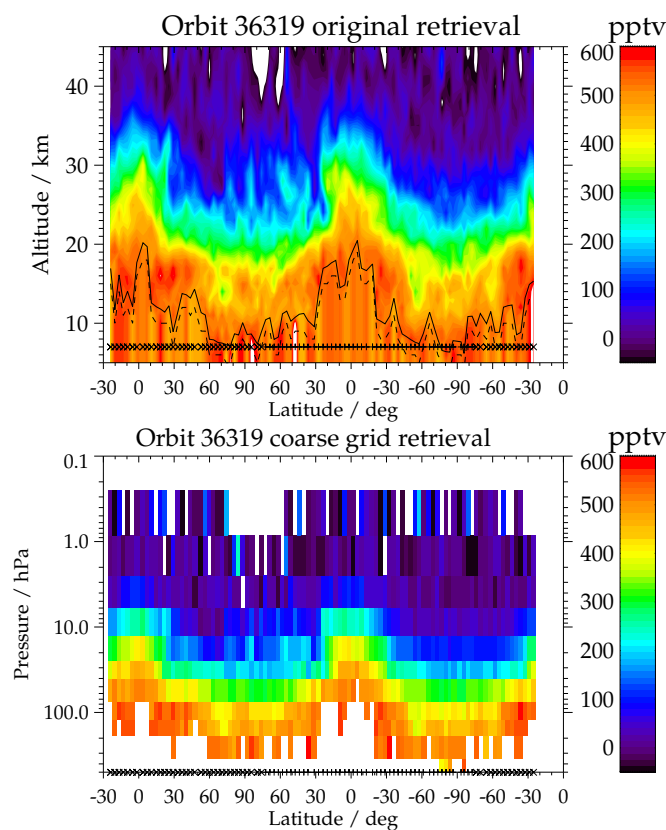 Orbit 36319 original retrieval
pptv
Altitude / km
40
30
20
10
600
500
400
300
200
100
0
-30 0 30 60 90 60 30 0 -30 -60 -90 -60 -30 0
Latitude / deg
Orbit 36319 coarse grid retrieval
pptv
Pressure / hPa
0.1
1.0
10.0
100.0
600
500
400
300
200
100
0
-30 0 30 60 90 60 30 0 -30 -60 -90 -60 -30 0
Latitude / deg